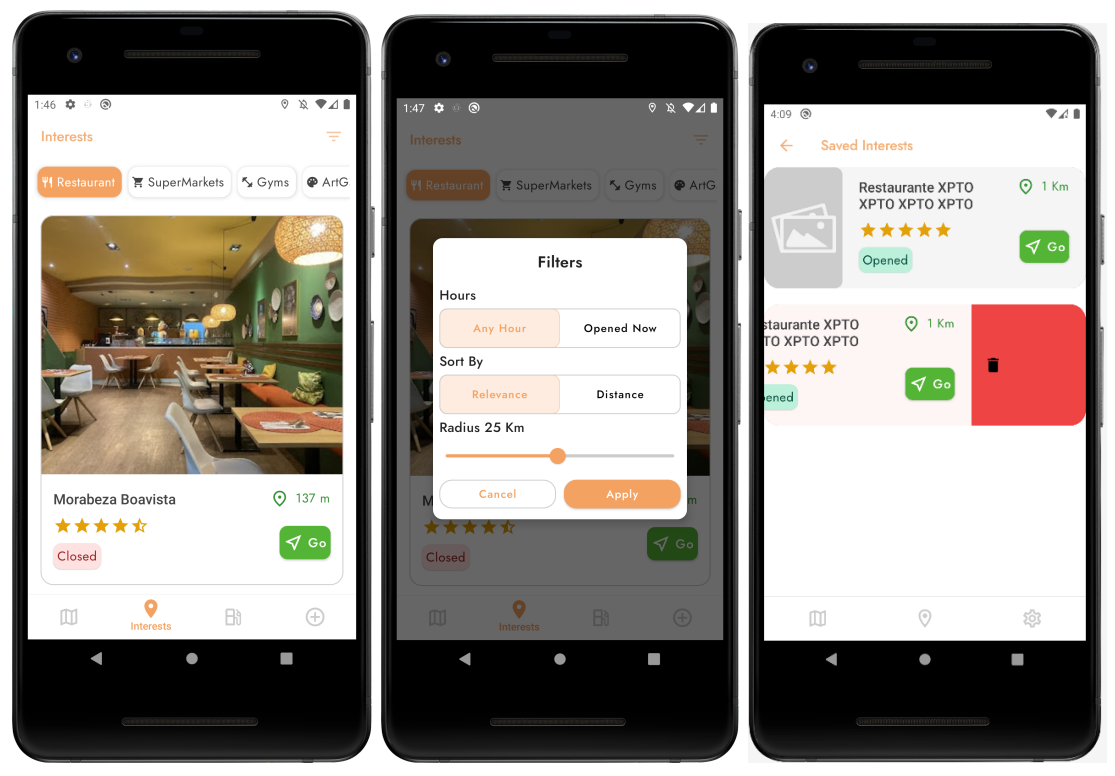 1:46
Interests
Restaurant
SuperMarkets
Gyms
ArtG
Morabeza Boavista
137 m
Closed
Go
Interests
1:47
Interests
Restaurant
SuperMarkets
Gyms
ArtG
Filters
Hours
Any Hour
Opened Now
Sort By
Relevance
Distance
Radius 25 Km
Cancel
Apply
M
m
Closed
Go
Interests
4:09
Saved Interests
Restaurante XPTO
XPTO XPTO XPTO
1 Km
Opened
Go
staurante XPTO
TO XPTO XPTO
1 Km
ened
Go